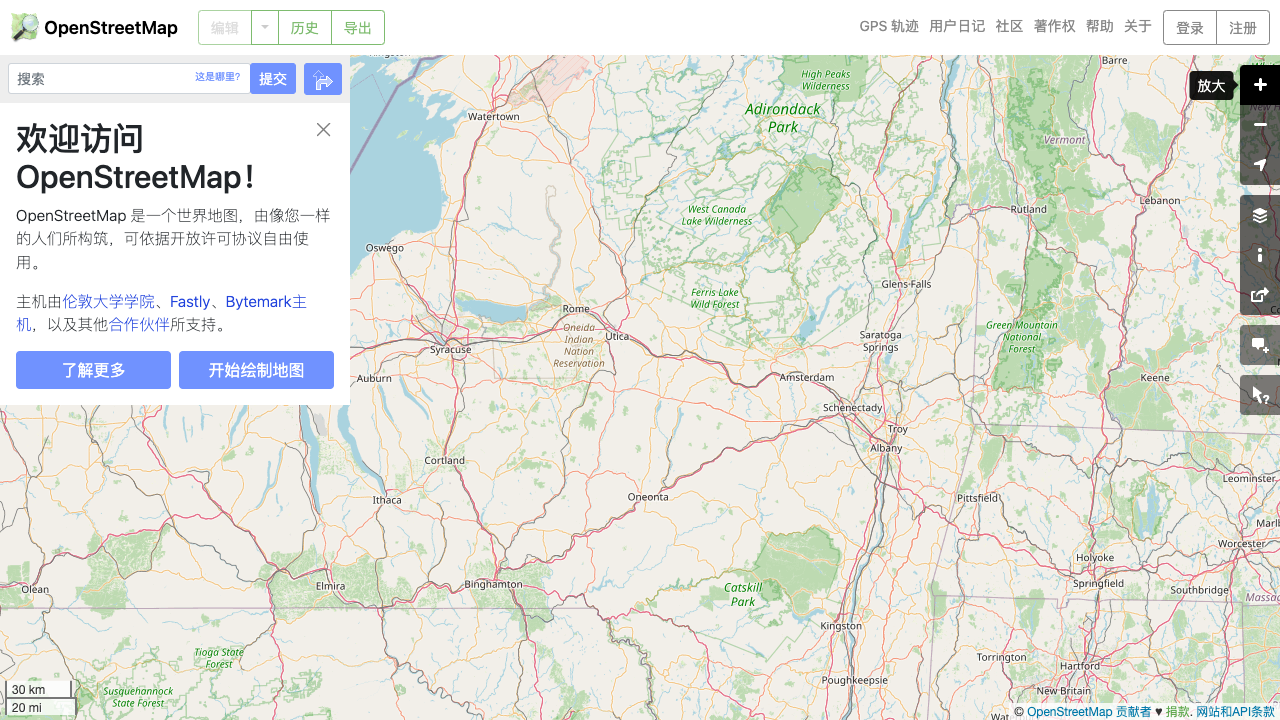 OpenStreetMap
编辑
历史
导出
GPS 轨迹
用户日记
社区
著作权
帮助
关于
登录
注册
搜索
这是哪里?
提交
放大
欢迎访问
OpenStreetMap！
OpenStreetMap 是一个世界地图，由像您一样
的人们所构筑，可依据开放许可协议自由使
用。
主机由伦敦大学学院、Fastly、Bytemark主
机，以及其他合作伙伴所支持。
了解更多
开始绘制地图
Watertown
High Peaks
Wilderness
Adirondack
Park
Barre
Vermont
Lebanon
Rutland
West Canada
Lake Wilderness
Oswego
Glens Falls
Ferris Lake
Wild Forest
Rome
Oneida
Indian
Nation
Reservation
Utica
Syracuse
Saratoga
Springs
Green Mountain
National
Forest
Auburn
Amsterdam
Keene
Schenectady
Troy
Albany
Cortland
Ithaca
Oneonta
Pittsfield
Leominster
Marlb
Worcester
Holyoke
Springfield
Southbridge
Massac
Olean
Elmira
Binghamton
Catskill
Park
Kingston
Tioga State
Forest
Torrington
Hartford
Poughkeepsie
New Britain
Susquehannock
State Forest
Wat
30 km
20 mi
© OpenStreetMap 贡献者 ♥ 捐款. 网站和API条款